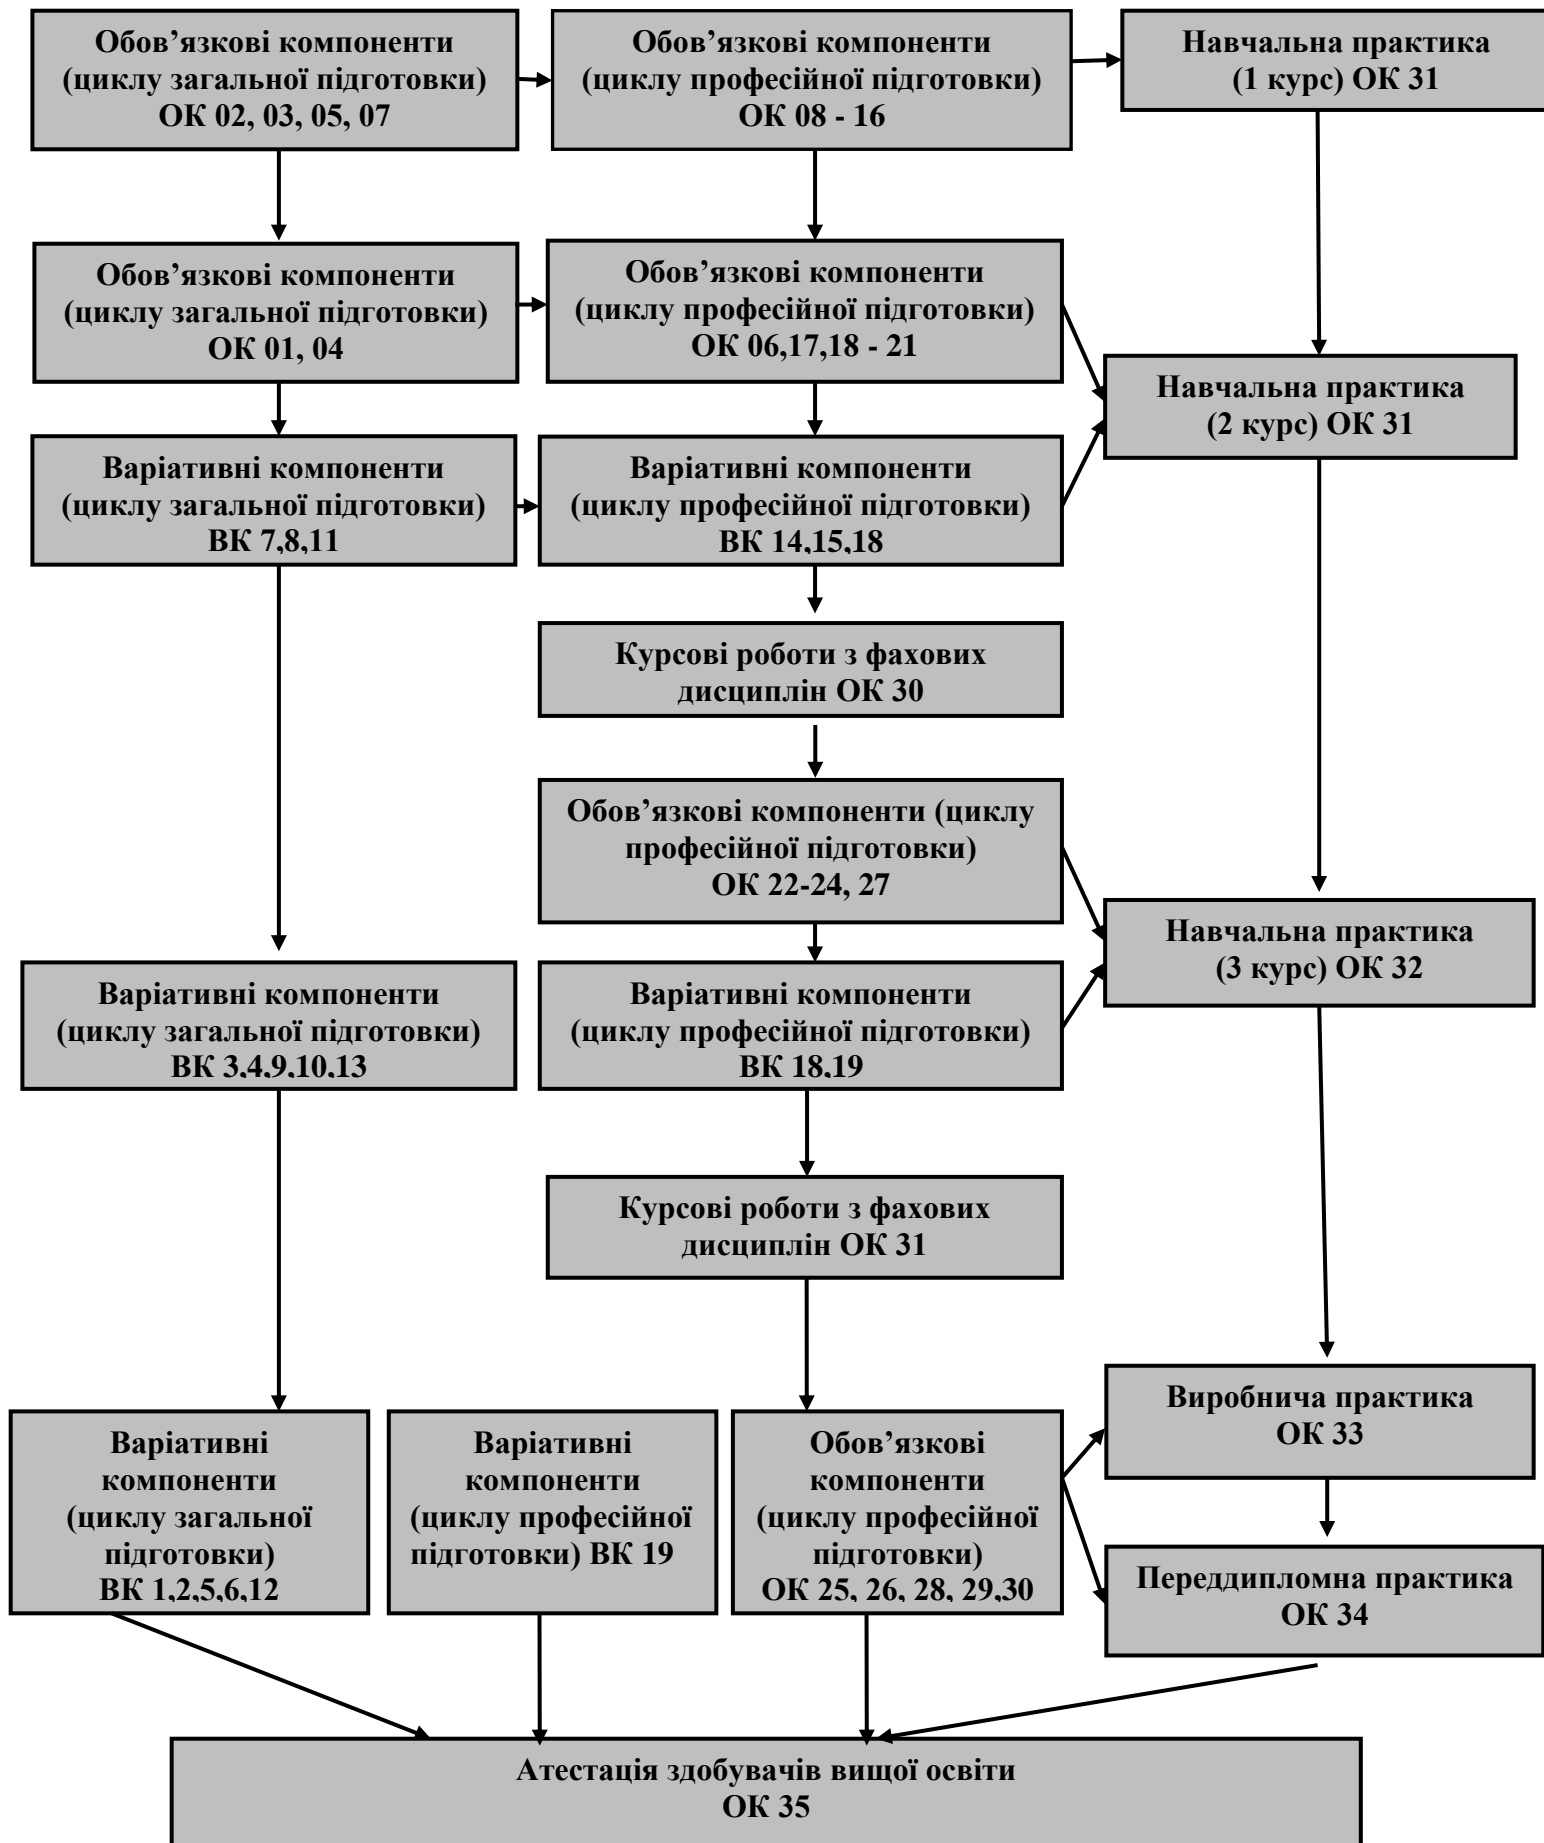 Обов’язкові компоненти
(циклу загальної підготовки)
ОК 02, 03, 05, 07
Обов’язкові компоненти
(циклу професійної підготовки)
ОК 08 - 16
Навчальна практика
(1 курс) ОК 31
Обов’язкові компоненти
(циклу загальної підготовки)
ОК 01, 04
Обов’язкові компоненти
(циклу професійної підготовки)
ОК 06,17,18 - 21
Навчальна практика
(2 курс) ОК 31
Варіативні компоненти
(циклу загальної підготовки)
ВК 7,8,11
Варіативні компоненти
(циклу професійної підготовки)
ВК 14,15,18
Курсові роботи з фахових
дисциплін ОК 30
Обов’язкові компоненти (циклу
професійної підготовки)
ОК 22-24, 27
Навчальна практика
(3 курс) ОК 32
Варіативні компоненти
(циклу загальної підготовки)
ВК 3,4,9,10,13
Варіативні компоненти
(циклу професійної підготовки)
ВК 18,19
Курсові роботи з фахових
дисциплін ОК 31
Варіативні
компоненти
(циклу загальної
підготовки)
ВК 1,2,5,6,12
Варіативні
компоненти
(циклу професійної
підготовки) ВК 19
Обов’язкові
компоненти
(циклу професійної
підготовки)
ОК 25, 26, 28, 29,30
Виробнича практика
ОК 33
Переддипломна практика
ОК 34
Атестація здобувачів вищої освіти
ОК 35